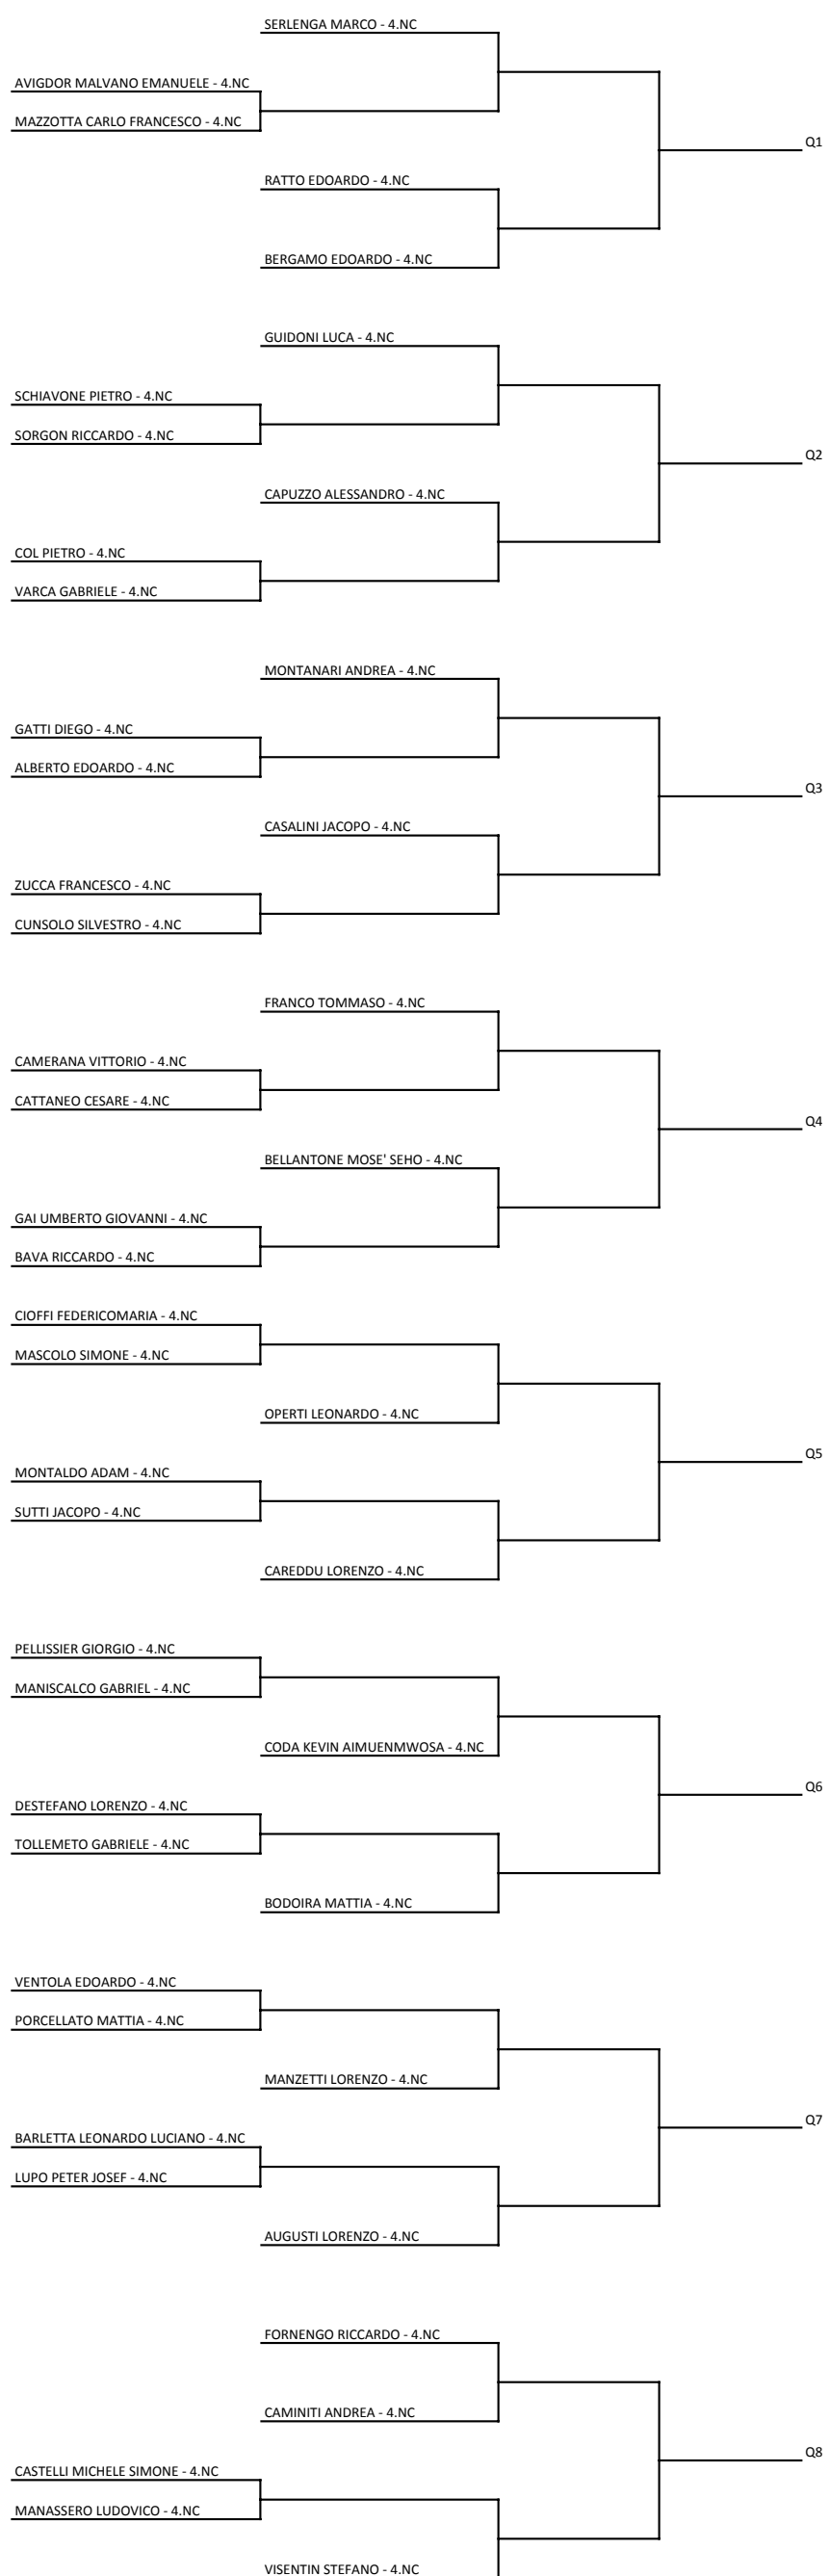 SERLENGA MARCO - 4.NC
AVIGDOR MALVANO EMANUELE - 4.NC
MAZZOTTA CARLO FRANCESCO - 4.NC
Q1
RATTO EDOARDO - 4.NC
BERGAMO EDOARDO - 4.NC
GUIDONI LUCA - 4.NC
SCHIAVONE PIETRO - 4.NC
SORGON RICCARDO - 4.NC
Q2
CAPUZZO ALESSANDRO - 4.NC
COL PIETRO - 4.NC
VARCA GABRIELE - 4.NC
MONTANARI ANDREA - 4.NC
GATTI DIEGO - 4.NC
ALBERTO EDOARDO - 4.NC
Q3
CASALINI JACOPO - 4.NC
ZUCCA FRANCESCO - 4.NC
CUNSOLO SILVESTRO - 4.NC
FRANCO TOMMASO - 4.NC
CAMERANA VITTORIO - 4.NC
CATTANEO CESARE - 4.NC
Q4
BELLANTONE MOSE' SEHO - 4.NC
GAI UMBERTO GIOVANNI - 4.NC
BAVA RICCARDO - 4.NC
CIOFFI FEDERICOMARIA - 4.NC
MASCOLO SIMONE - 4.NC
OPERTI LEONARDO - 4.NC
Q5
MONTALDO ADAM - 4.NC
SUTTI JACOPO - 4.NC
CAREDDU LORENZO - 4.NC
PELLISSIER GIORGIO - 4.NC
MANISCALCO GABRIEL - 4.NC
CODA KEVIN AIMUENMWOSA - 4.NC
Q6
DESTEFANO LORENZO - 4.NC
TOLLEMETO GABRIELE - 4.NC
BODOIRA MATTIA - 4.NC
VENTOLA EDOARDO - 4.NC
PORCELLATO MATTIA - 4.NC
MANZETTI LORENZO - 4.NC
Q7
BARLETTA LEONARDO LUCIANO - 4.NC
LUPO PETER JOSEF - 4.NC
AUGUSTI LORENZO - 4.NC
FORNENGO RICCARDO - 4.NC
CAMINITI ANDREA - 4.NC
Q8
CASTELLI MICHELE SIMONE - 4.NC
MANASSERO LUDOVICO - 4.NC
VISENTIN STEFANO - 4.NC